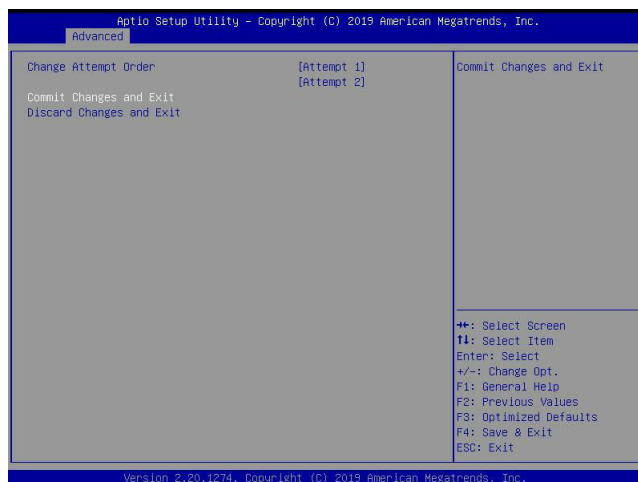 Aptio Setup Utility – Copyright (C) 2019 American Megatrends, Inc.
Advanced
Change Attempt Order [Attempt 1]
[Attempt 2]
Commit Changes and Exit
Discard Changes and Exit
Commit Changes and Exit
→←: Select Screen
↑↓: Select Item
Enter: Select
+/-: Change Opt.
F1: General Help
F2: Previous Values
F3: Optimized Defaults
F4: Save & Exit
ESC: Exit
Version 2.20.1274. Copyright (C) 2019 American Megatrends, Inc.